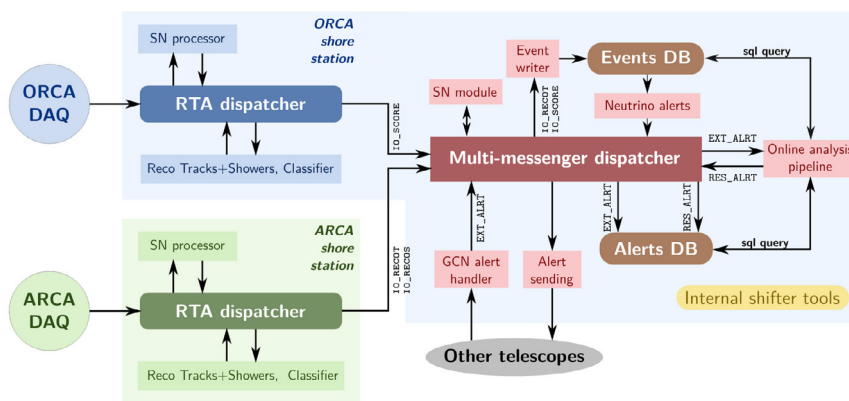 ORCA
shore
station
SN processor
ORCA
DAQ
RTA dispatcher
Reco Tracks+Showers, Classifier
IO_SCORE
ARCA
shore
station
SN processor
ARCA
DAQ
RTA dispatcher
Reco Tracks+Showers, Classifier
IO_RECOT
IO_RECOS
Event
writer
Events DB
sql query
SN module
IO_RECOT
IO_SCORE
Neutrino alerts
Multi-messenger dispatcher
EXT_ALRT
RES_ALRT
Online analysis
pipeline
EXT_ALRT
EXT_ALRT
RES_ALRT
GCN alert
handler
Alert
sending
Alerts DB
sql query
Internal shifter tools
Other telescopes